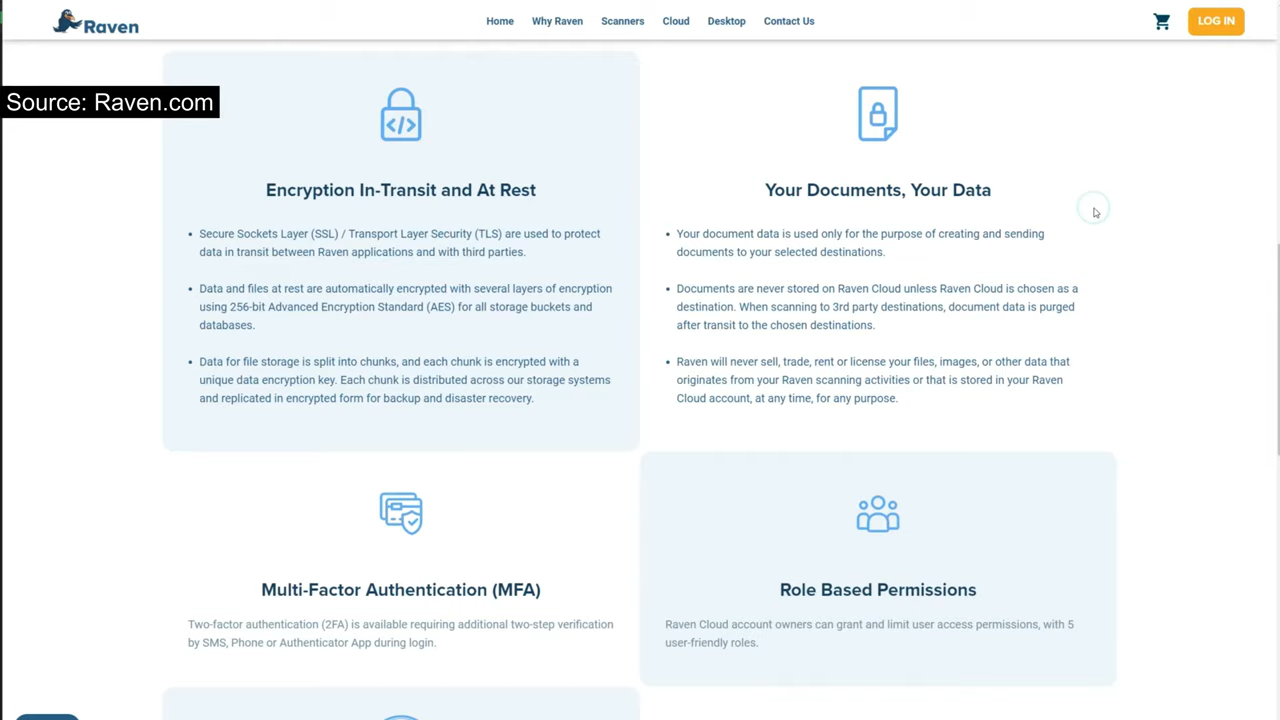 Raven
Home
Why Raven
Scanners
Cloud
Desktop
Contact Us
LOG IN
Source: Raven.com
</>
Encryption In-Transit and At Rest
• Secure Sockets Layer (SSL) / Transport Layer Security (TLS) are used to protect
data in transit between Raven applications and with third parties.
• Data and files at rest are automatically encrypted with several layers of encryption
using 256-bit Advanced Encryption Standard (AES) for all storage buckets and
databases.
• Data for file storage is split into chunks, and each chunk is encrypted with a
unique data encryption key. Each chunk is distributed across our storage systems
and replicated in encrypted form for backup and disaster recovery.
Your Documents, Your Data
• Your document data is used only for the purpose of creating and sending
documents to your selected destinations.
• Documents are never stored on Raven Cloud unless Raven Cloud is chosen as a
destination. When scanning to 3rd party destinations, document data is purged
after transit to the chosen destinations.
• Raven will never sell, trade, rent or license your files, images, or other data that
originates from your Raven scanning activities or that is stored in your Raven
Cloud account, at any time, for any purpose.
Multi-Factor Authentication (MFA)
Two-factor authentication (2FA) is available requiring additional two-step verification
by SMS, Phone or Authenticator App during login.
Role Based Permissions
Raven Cloud account owners can grant and limit user access permissions, with 5
user-friendly roles.